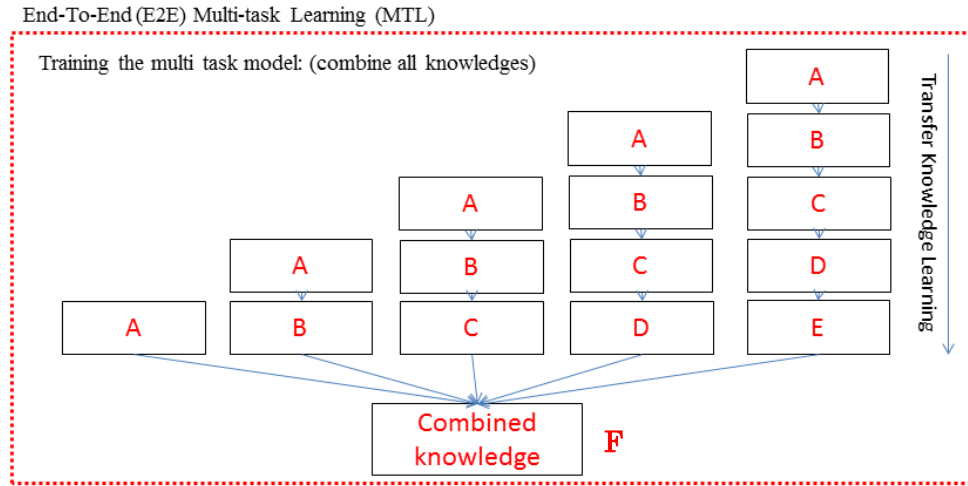 End-To-End (E2E) Multi-task Learning (MTL)
Training the multi task model: (combine all knowledges)
A
A
B
A
B
C
A
B
C
D
A
B
C
D
E
Transfer Knowledge Learning
Combined
knowledge
F